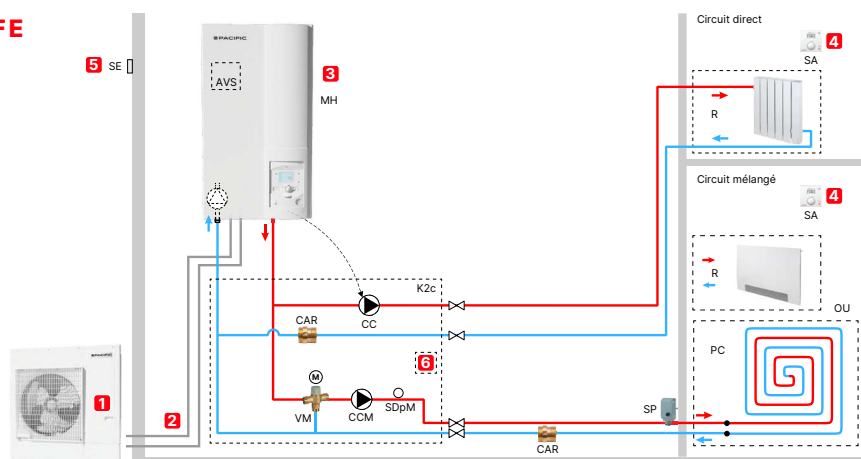 FE
Circuit direct
4
SA
5 SE
PACIFIC
3
AVS
MH
R
Circuit mélangé
4
SA
R
OU
K2c
CC
CAR
6
PC
PACIFIC
1
2
M
VM
CCM
SDpM
SP
CAR